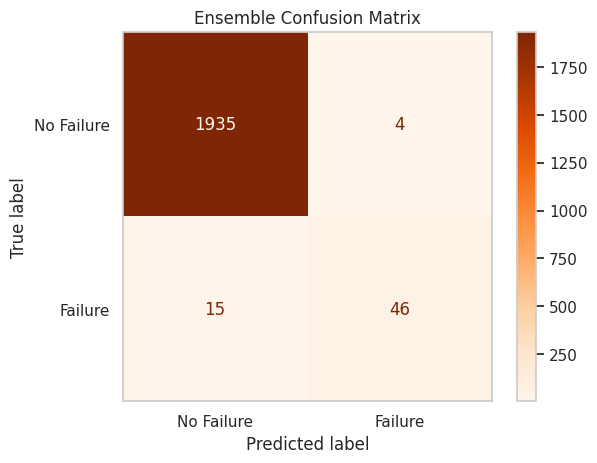 Ensemble Confusion Matrix
True label
No Failure
Failure
1935
4
15
46
No Failure
Failure
Predicted label
1750
1500
1250
1000
750
500
250